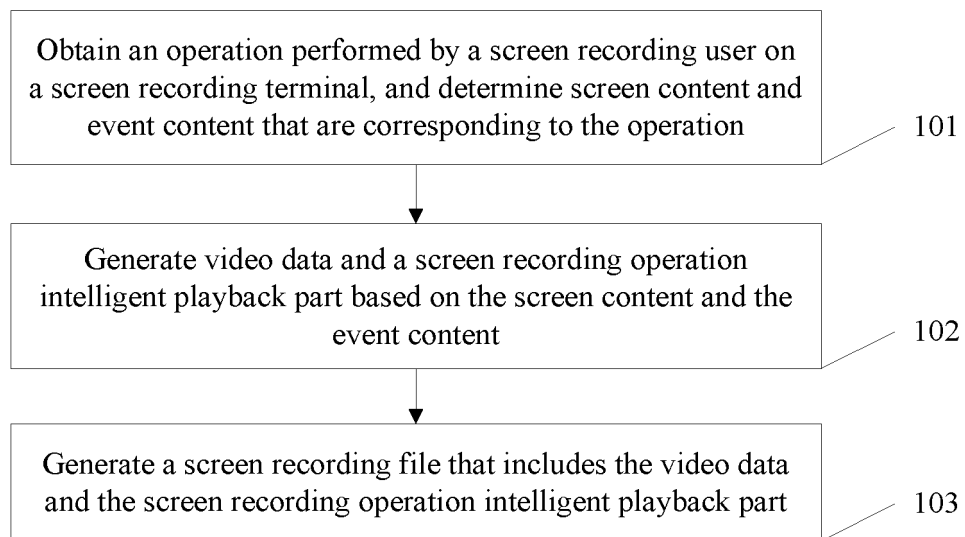 Obtain an operation performed by a screen recording user on
a screen recording terminal, and determine screen content and
event content that are corresponding to the operation
101
Generate video data and a screen recording operation
intelligent playback part based on the screen content and the
event content
102
Generate a screen recording file that includes the video data
and the screen recording operation intelligent playback part
103